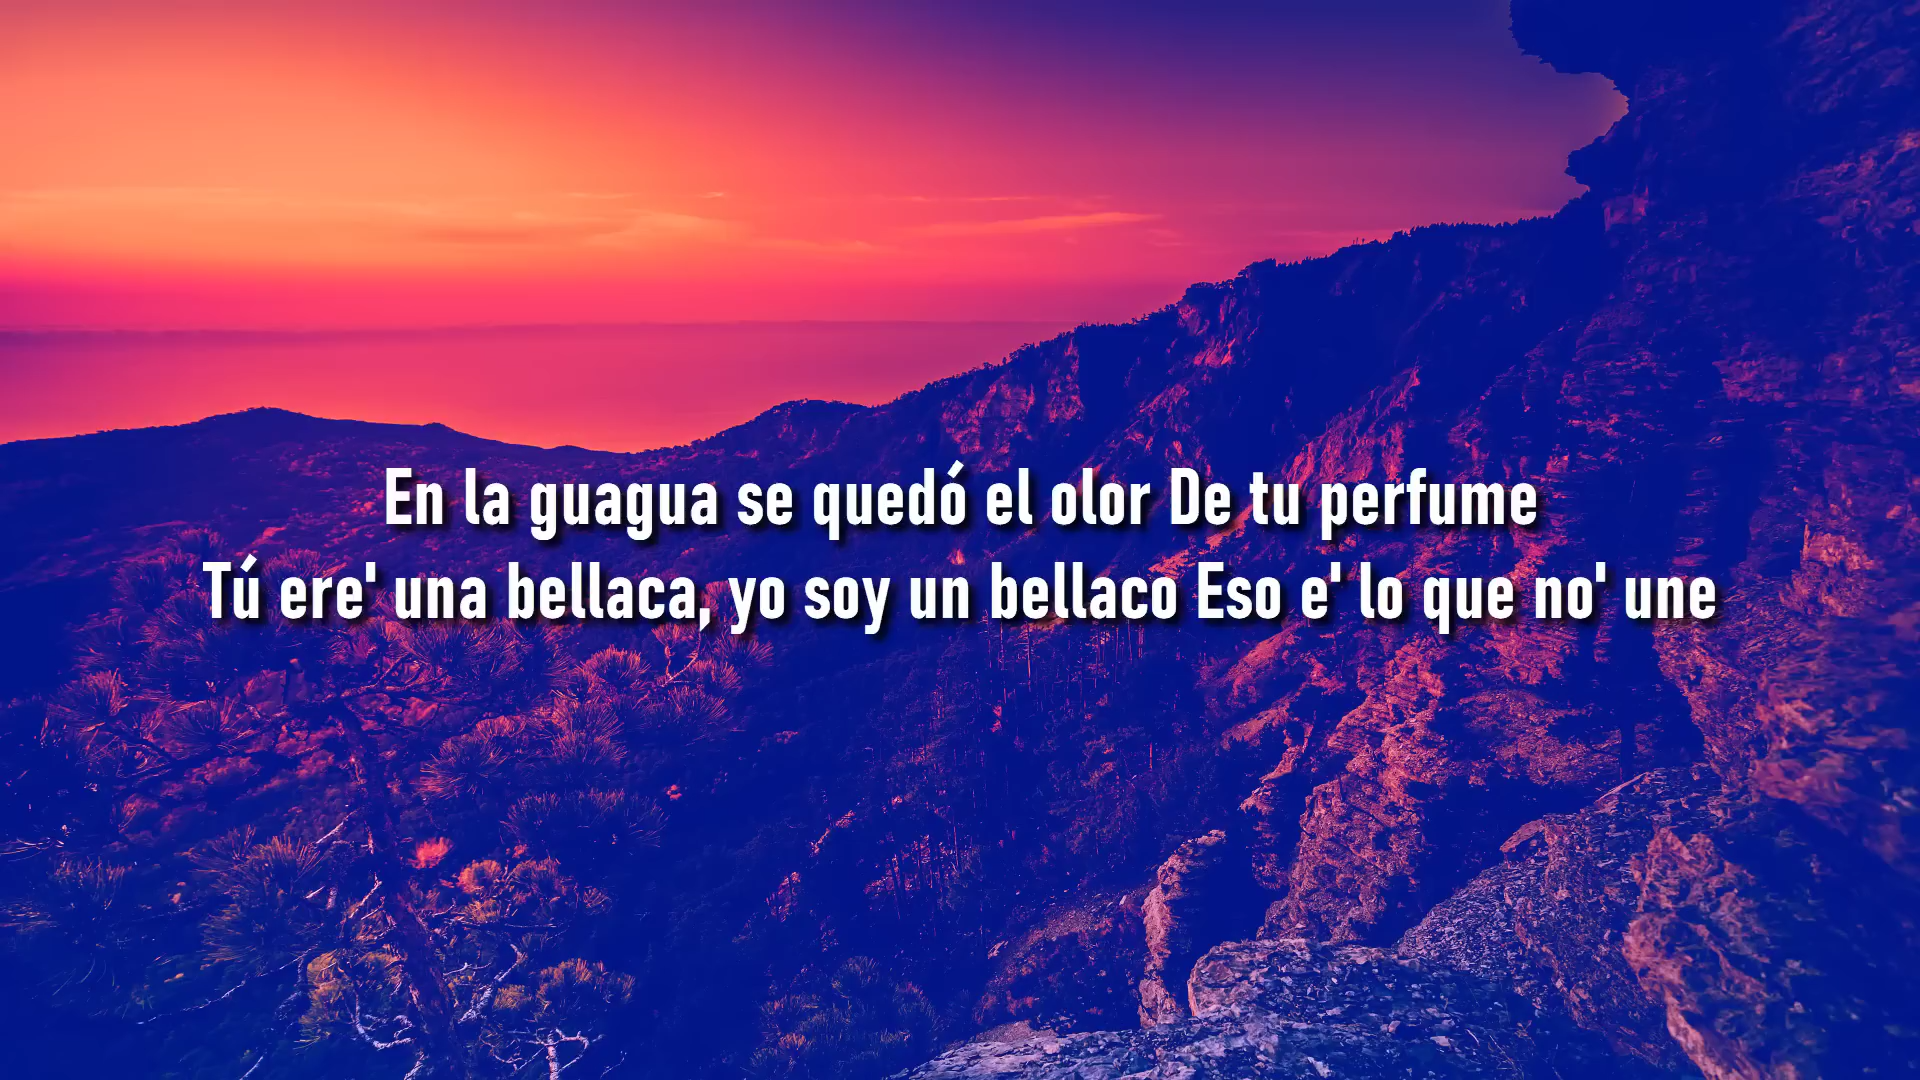 En la guagua se quedó el olor De tu perfume
Tú ere' una bellaca, yo soy un bellaco Eso e' lo que no' une